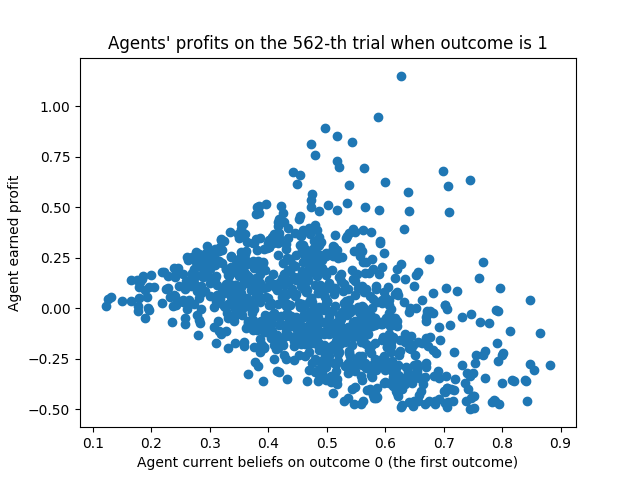 Agents' profits on the 562-th trial when outcome is 1
Agent earned profit
1.00
0.75
0.50
0.25
0.00
−0.25
−0.50
0.1 0.2 0.3 0.4 0.5 0.6 0.7 0.8 0.9
Agent current beliefs on outcome 0 (the first outcome)